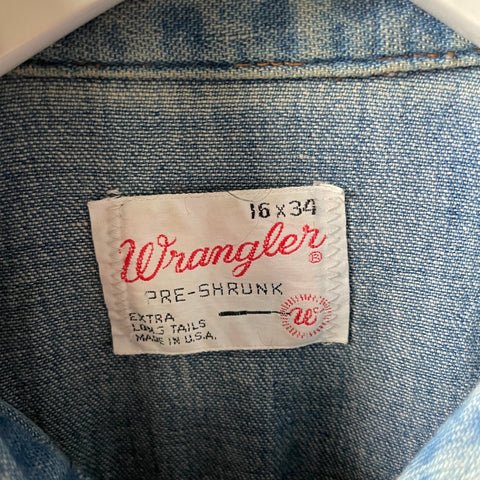 16 x 34
Wrangler®
PRE-SHRUNK
EXTRA
LONG TAILS
MADE IN U.S.A.
W